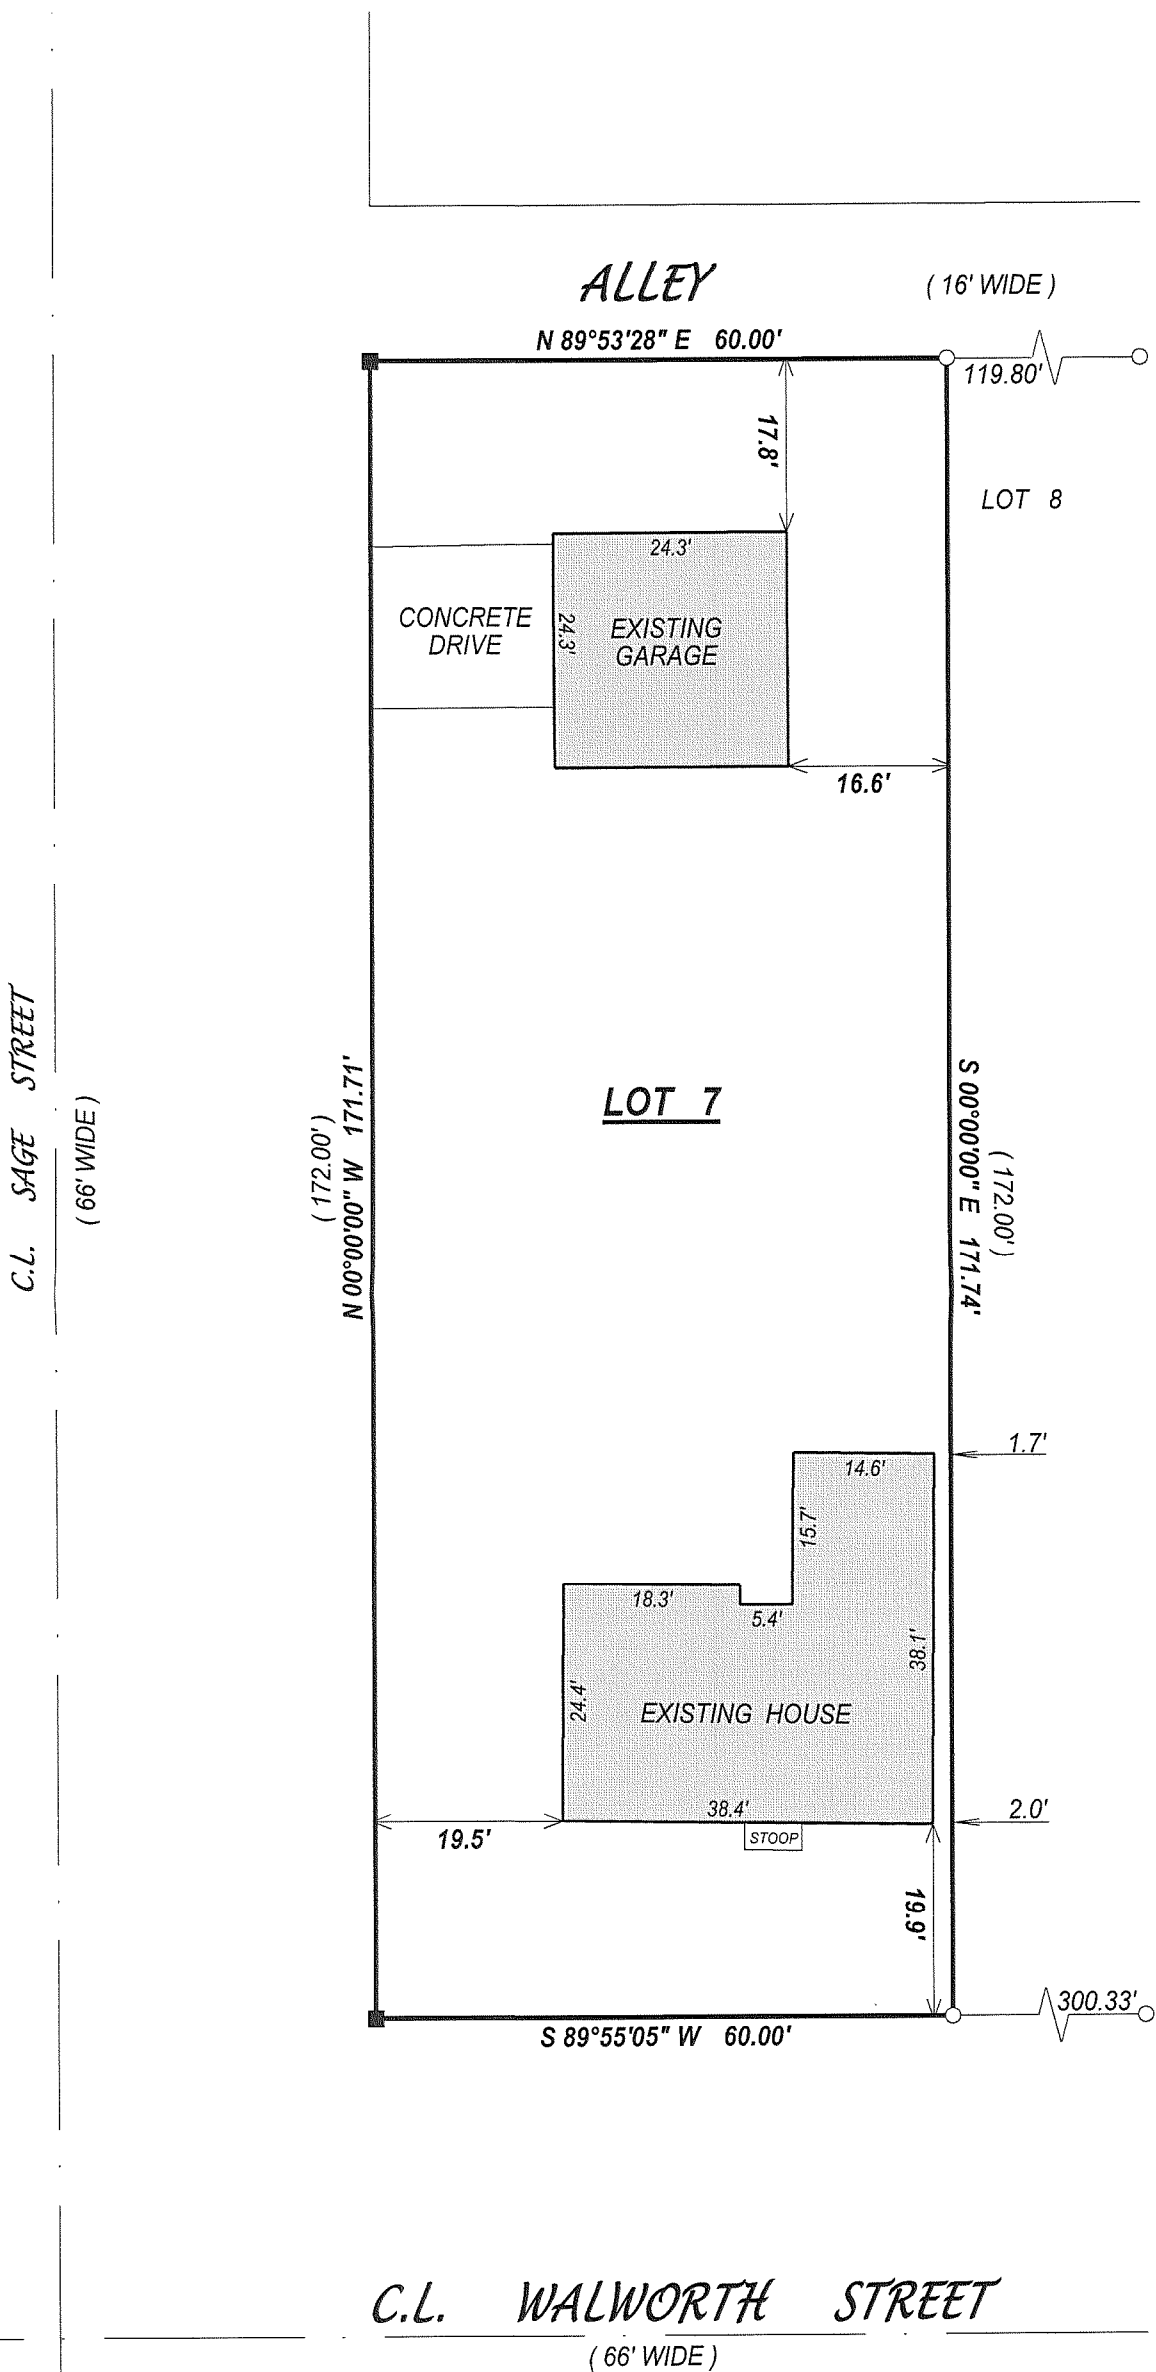 ALLEY
( 16' WIDE )
N 89°53'28" E 60.00'
119.80'
17.8'
LOT 8
24.3'
CONCRETE
DRIVE
24.3'
EXISTING
GARAGE
16.6'
C.L. SAGE STREET
( 66' WIDE )
( 172.00' )
N 00°00'00" W 171.71'
LOT 7
S 00°00'00" E 171.74'
( 172.00' )
1.7'
14.6'
15.7'
18.3'
5.4'
38.1'
24.4'
EXISTING HOUSE
38.4'
2.0'
19.5'
STOOP
19.9'
300.33'
S 89°55'05" W 60.00'
C.L. WALWORTH STREET
( 66' WIDE )